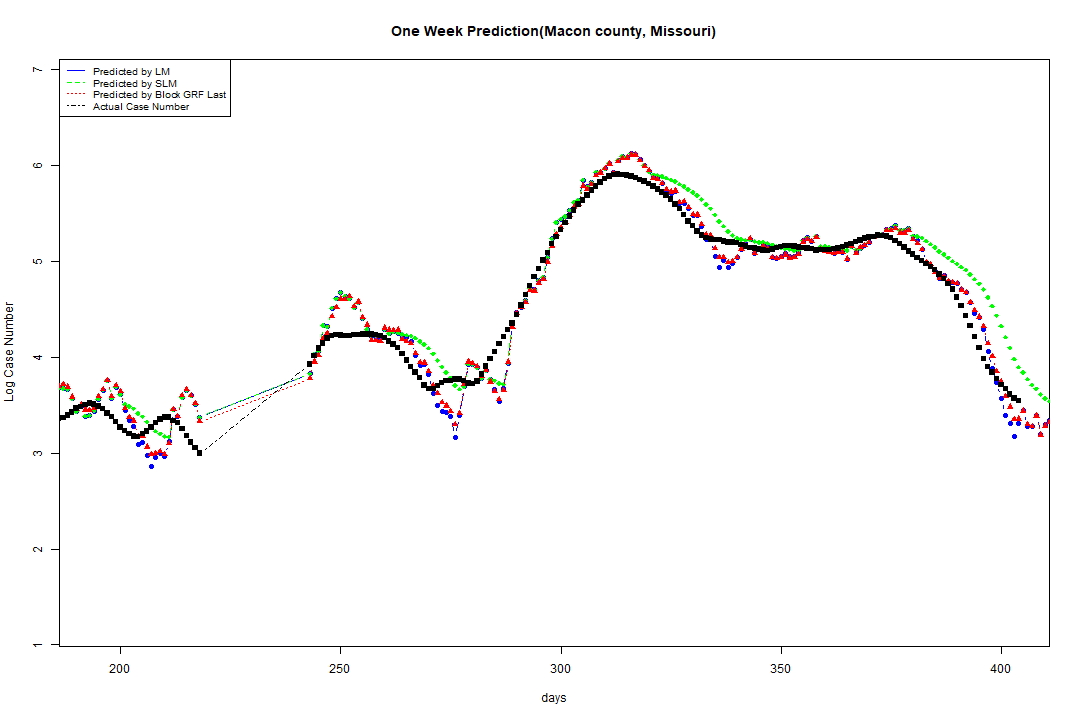 One Week Prediction(Macon county, Missouri)
Predicted by LM
Predicted by SLM
Predicted by Block GRF Last
Actual Case Number
7
6
5
4
3
2
1
Log Case Number
200 250 300 350 400
days